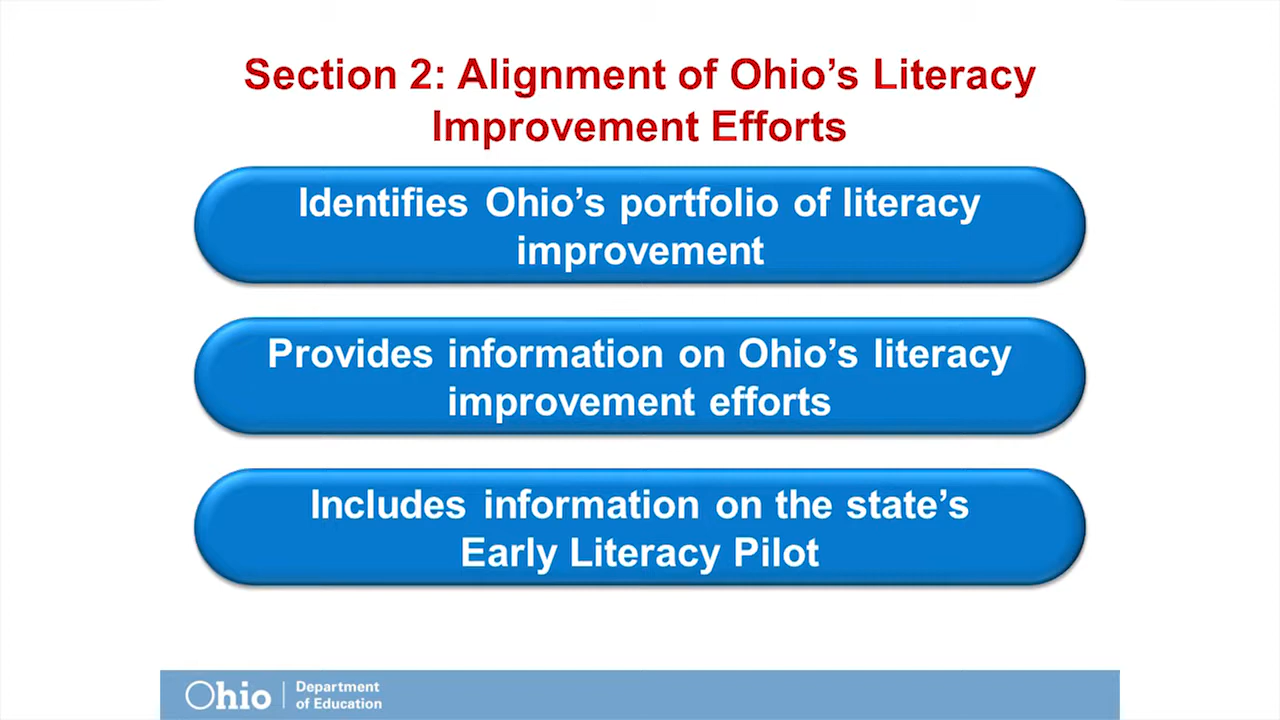 Section 2: Alignment of Ohio’s Literacy
Improvement Efforts
Identifies Ohio’s portfolio of literacy
improvement
Provides information on Ohio’s literacy
improvement efforts
Includes information on the state’s
Early Literacy Pilot
Ohio
Department
of Education